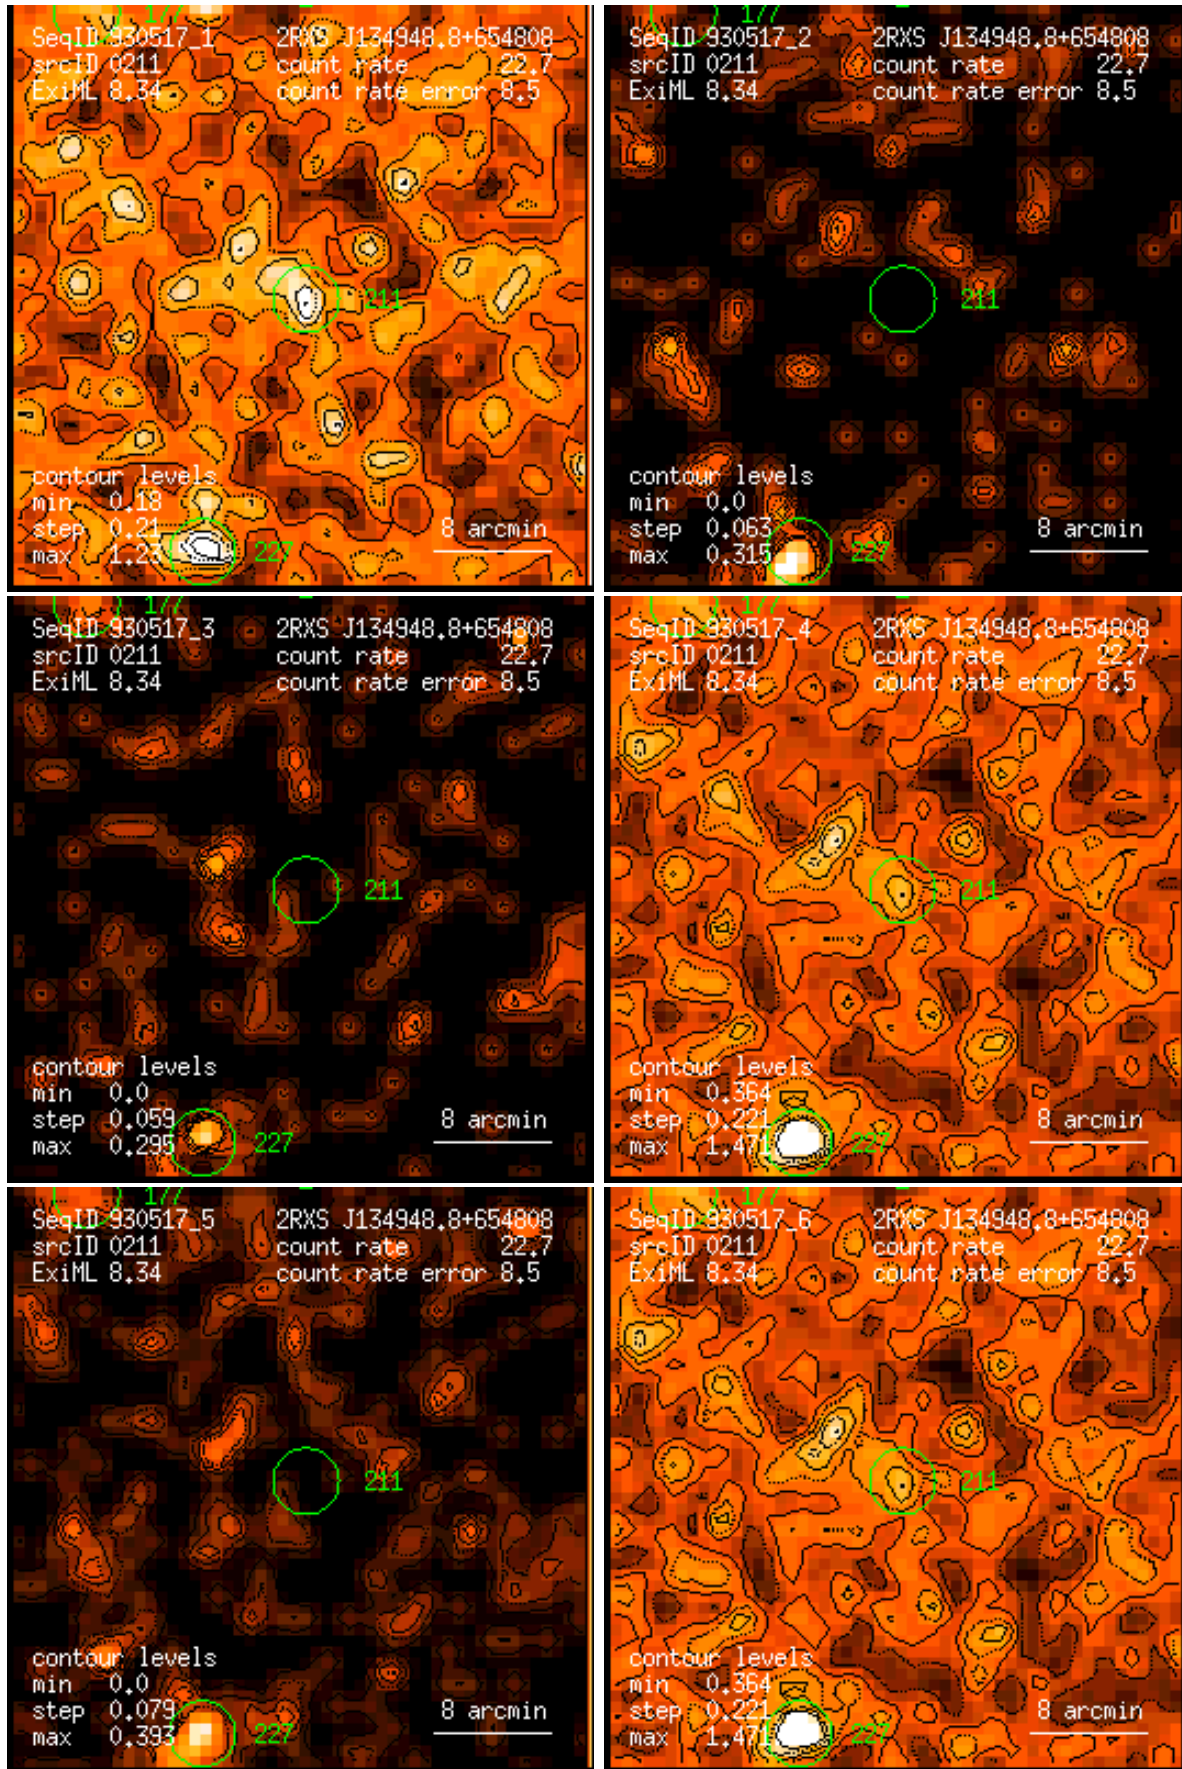 177
SeqID 930517_1 2RXS J134948.8+654808
srcID 0211 count rate 22.7
ExiML 8.34 count rate error 8.5
211
contour levels
min 0.18
step 0.21 8 arcmin
max 1.23 227
177
SeqID 930517_2 2RXS J134948.8+654808
srcID 0211 count rate 22.7
ExiML 8.34 count rate error 8.5
211
contour levels
min 0.0
step 0.063 8 arcmin
max 0.315 227
177
SeqID 930517_3 2RXS J134948.8+654808
srcID 0211 count rate 22.7
ExiML 8.34 count rate error 8.5
211
contour levels
min 0.0
step 0.059 8 arcmin
max 0.295 227
177
SeqID 930517_4 2RXS J134948.8+654808
srcID 0211 count rate 22.7
ExiML 8.34 count rate error 8.5
211
contour levels
min 0.364
step 0.221 8 arcmin
max 1.471 227
177
SeqID 930517_5 2RXS J134948.8+654808
srcID 0211 count rate 22.7
ExiML 8.34 count rate error 8.5
211
contour levels
min 0.0
step 0.079 8 arcmin
max 0.393 227
177
SeqID 930517_6 2RXS J134948.8+654808
srcID 0211 count rate 22.7
ExiML 8.34 count rate error 8.5
211
contour levels
min 0.364
step 0.221 8 arcmin
max 1.471 227